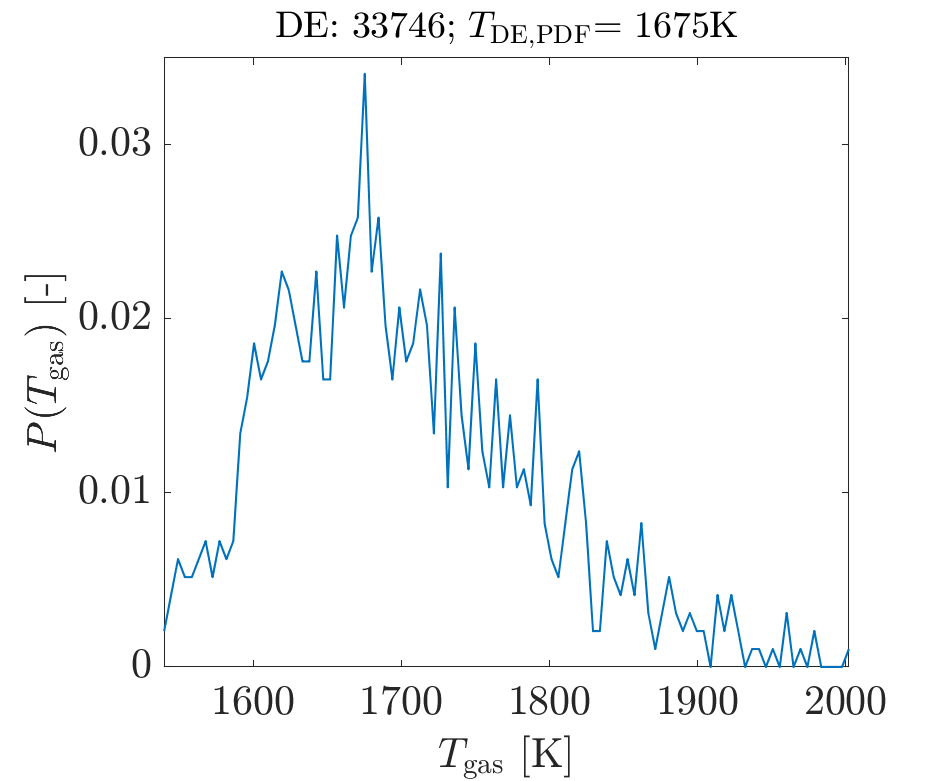 DE: 33746; T_DE,PDF= 1675K
P(T_gas) [-]
0.03
0.02
0.01
0
1600 1700 1800 1900 2000
T_gas [K]